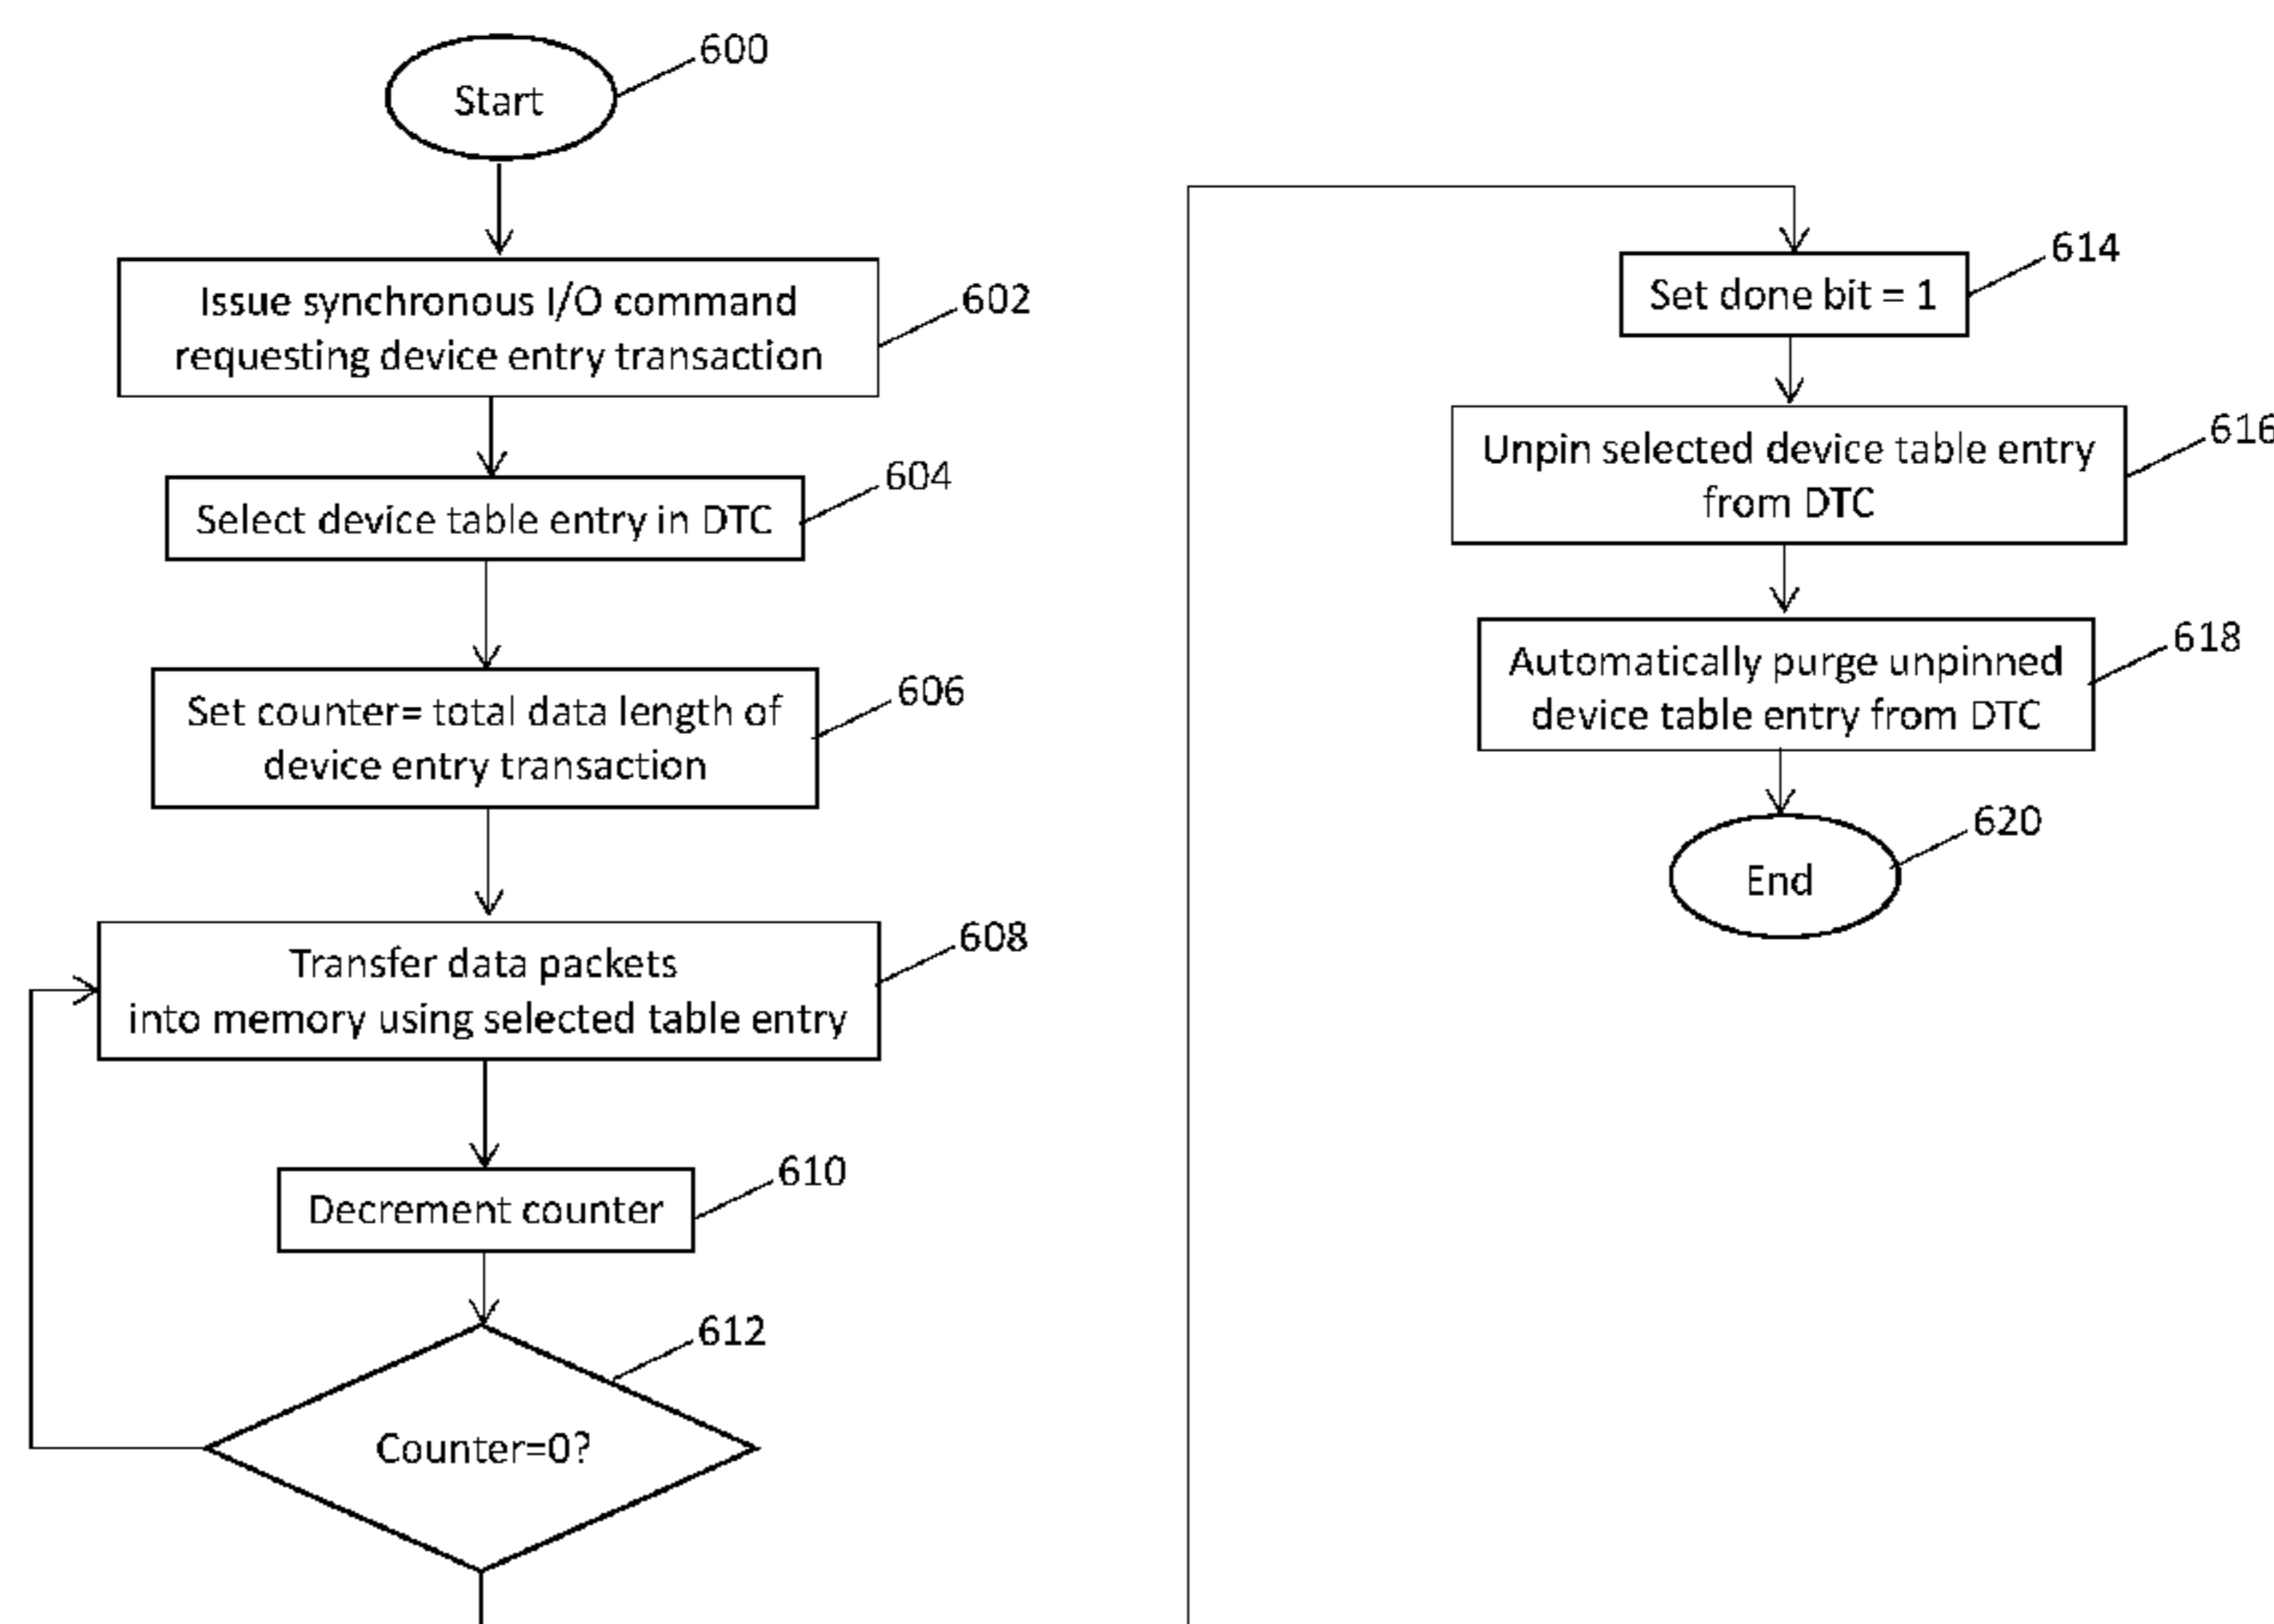 Start
600
Issue synchronous I/O command
requesting device entry transaction
602
Select device table entry in DTC
604
Set counter= total data length of
device entry transaction
606
Transfer data packets
into memory using selected table entry
608
Decrement counter
610
Counter=0?
612
Set done bit = 1
614
Unpin selected device table entry
from DTC
616
Automatically purge unpinned
device table entry from DTC
618
End
620